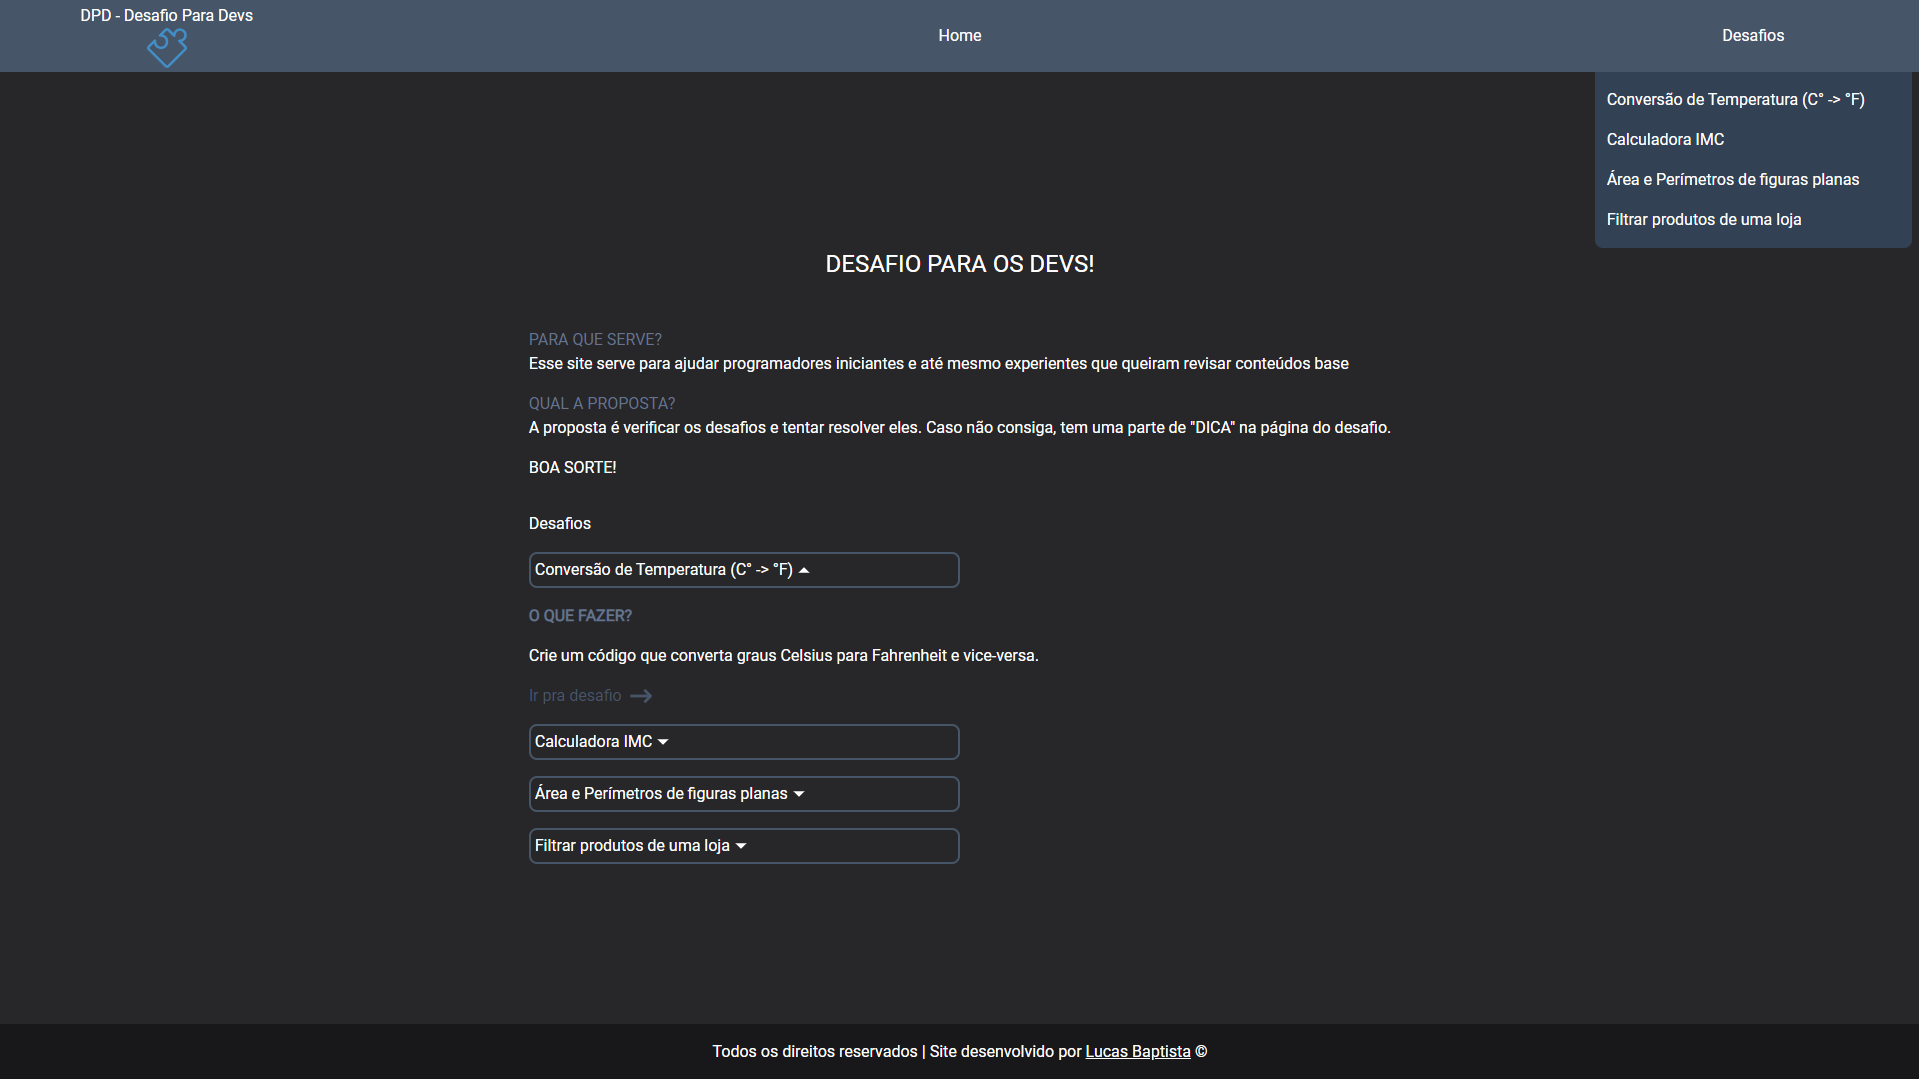 DPD - Desafio Para Devs
Home
Desafios
Conversão de Temperatura (C° -> °F)
Calculadora IMC
Área e Perímetros de figuras planas
Filtrar produtos de uma loja
DESAFIO PARA OS DEVS!
PARA QUE SERVE?
Esse site serve para ajudar programadores iniciantes e até mesmo experientes que queiram revisar conteúdos base
QUAL A PROPOSTA?
A proposta é verificar os desafios e tentar resolver eles. Caso não consiga, tem uma parte de "DICA" na página do desafio.
BOA SORTE!
Desafios
Conversão de Temperatura (C° -> °F)
O QUE FAZER?
Crie um código que converta graus Celsius para Fahrenheit e vice-versa.
Ir pra desafio
Calculadora IMC
Área e Perímetros de figuras planas
Filtrar produtos de uma loja
Todos os direitos reservados | Site desenvolvido por Lucas Baptista ©